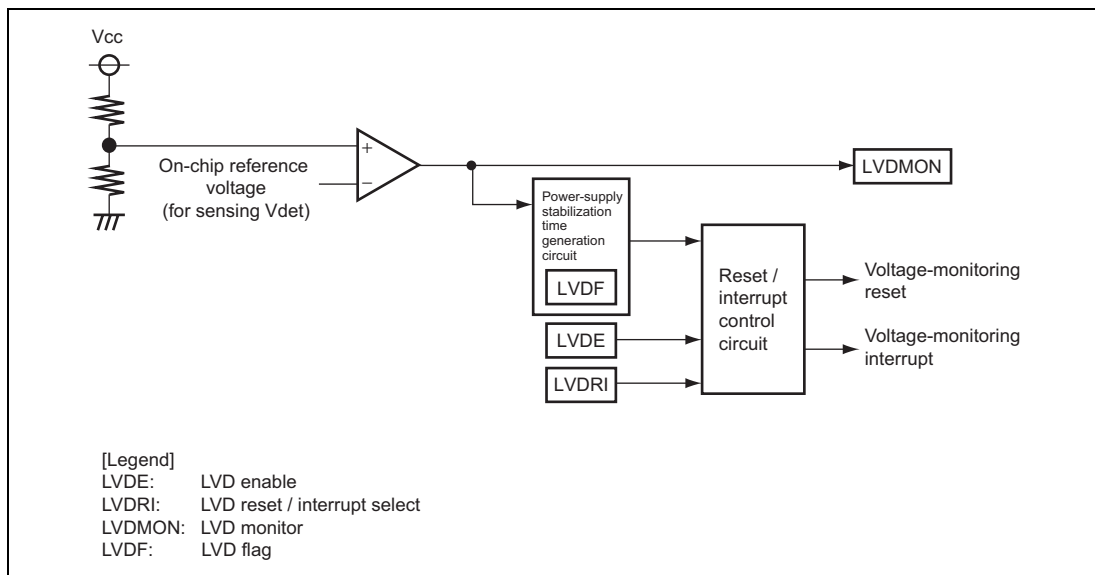 Vcc
On-chip reference
voltage
(for sensing Vdet)
+
−
LVDMON
Power-supply
stabilization
time
generation
circuit
LVDF
LVDE
LVDRI
Reset /
interrupt
control
circuit
Voltage-monitoring
reset
Voltage-monitoring
interrupt
[Legend]
LVDE: LVD enable
LVDRI: LVD reset / interrupt select
LVDMON: LVD monitor
LVDF: LVD flag